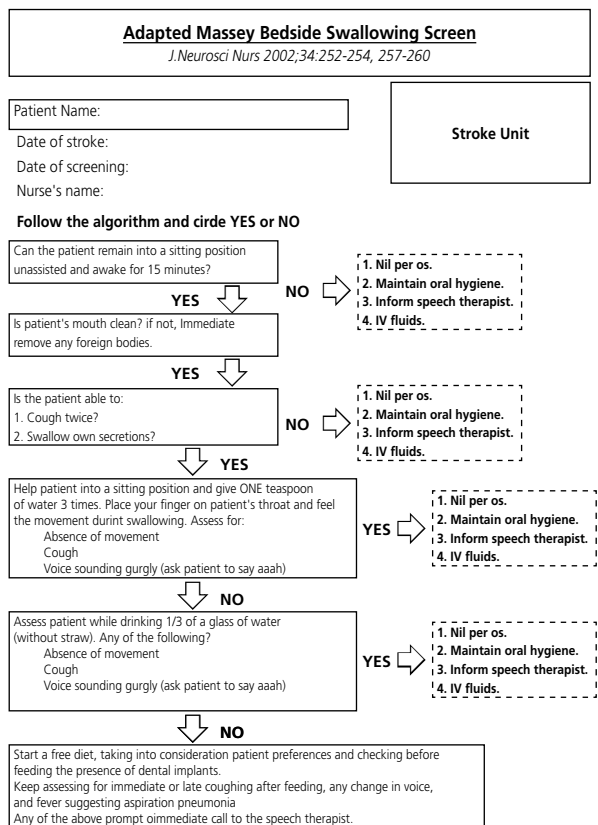 Adapted Massey Bedside Swallowing Screen
J.Neurosci Nurs 2002;34:252-254, 257-260
Patient Name:
Stroke Unit
Date of stroke:
Date of screening:
Nurse's name:
Follow the algorithm and cirde YES or NO
Can the patient remain into a sitting position
unassisted and awake for 15 minutes?
NO
1. Nil per os.
2. Maintain oral hygiene.
3. Inform speech therapist.
4. IV fluids.
YES
Is patient's mouth clean? if not, Immediate
remove any foreign bodies.
YES
Is the patient able to:
1. Cough twice?
2. Swallow own secretions?
NO
1. Nil per os.
2. Maintain oral hygiene.
3. Inform speech therapist.
4. IV fluids.
YES
Help patient into a sitting position and give ONE teaspoon
of water 3 times. Place your finger on patient's throat and feel
the movement durint swallowing. Assess for:
Absence of movement
Cough
Voice sounding gurgly (ask patient to say aaah)
YES
1. Nil per os.
2. Maintain oral hygiene.
3. Inform speech therapist.
4. IV fluids.
NO
Assess patient while drinking 1/3 of a glass of water
(without straw). Any of the following?
Absence of movement
Cough
Voice sounding gurgly (ask patient to say aaah)
YES
1. Nil per os.
2. Maintain oral hygiene.
3. Inform speech therapist.
4. IV fluids.
NO
Start a free diet, taking into consideration patient preferences and checking before
feeding the presence of dental implants.
Keep assessing for immediate or late coughing after feeding, any change in voice,
and fever suggesting aspiration pneumonia
Any of the above prompt oimmediate call to the speech therapist.